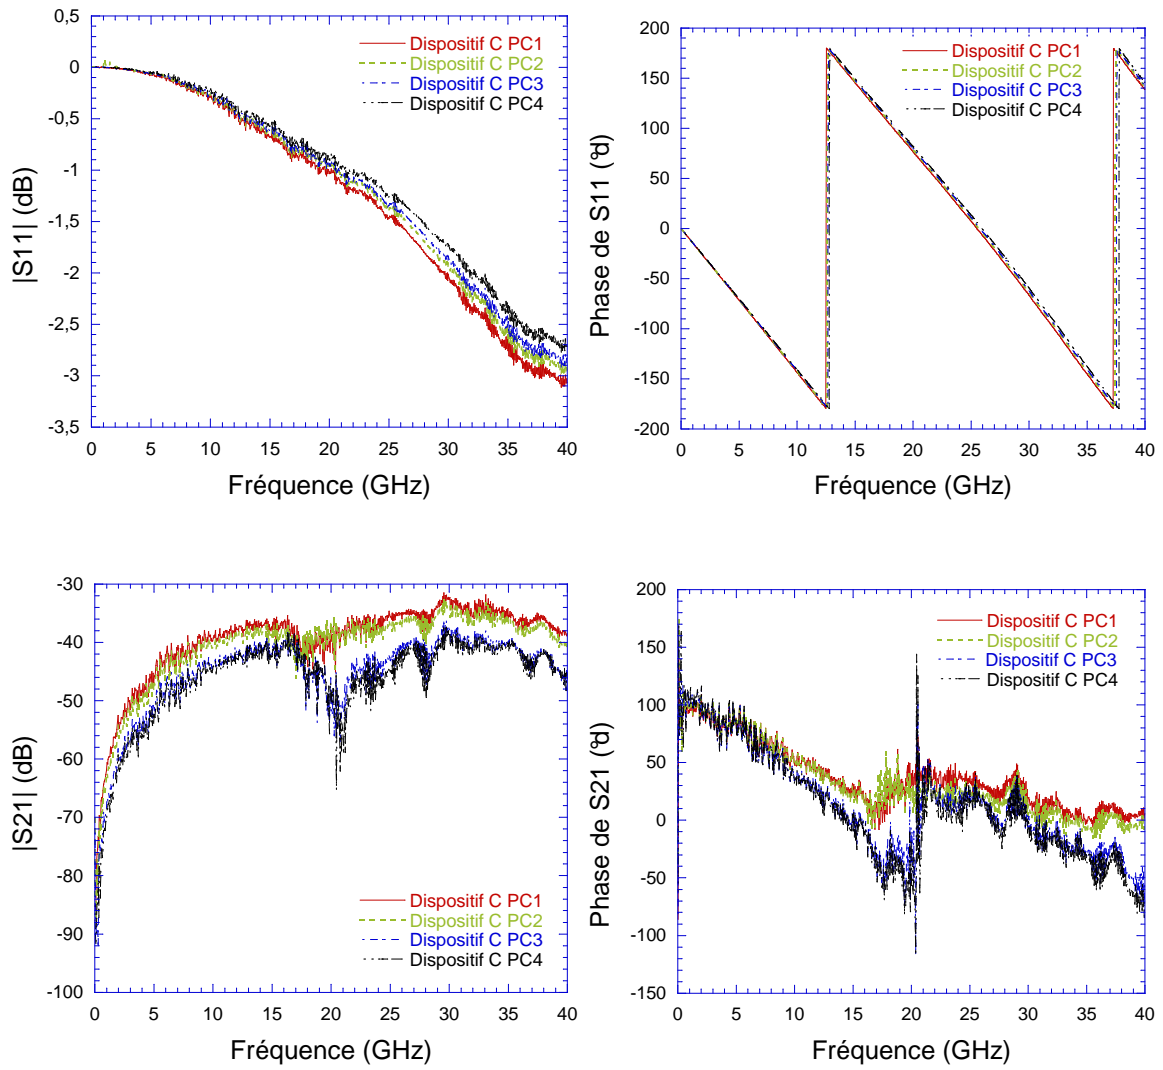 0,5
0
-0,5
-1
-1,5
-2
-2,5
-3
-3,5
|S11| (dB)
Dispositif C PC1
Dispositif C PC2
Dispositif C PC3
Dispositif C PC4
0 5 10 15 20 25 30 35 40
Fréquence (GHz)
200
150
100
50
0
-50
-100
-150
-200
Phase de S11 (°d)
Dispositif C PC1
Dispositif C PC2
Dispositif C PC3
Dispositif C PC4
0 5 10 15 20 25 30 35 40
Fréquence (GHz)
-30
-40
-50
-60
-70
-80
-90
-100
|S21| (dB)
Dispositif C PC1
Dispositif C PC2
Dispositif C PC3
Dispositif C PC4
0 5 10 15 20 25 30 35 40
Fréquence (GHz)
200
150
100
50
0
-50
-100
-150
Phase de S21 (°d)
Dispositif C PC1
Dispositif C PC2
Dispositif C PC3
Dispositif C PC4
0 5 10 15 20 25 30 35 40
Fréquence (GHz)